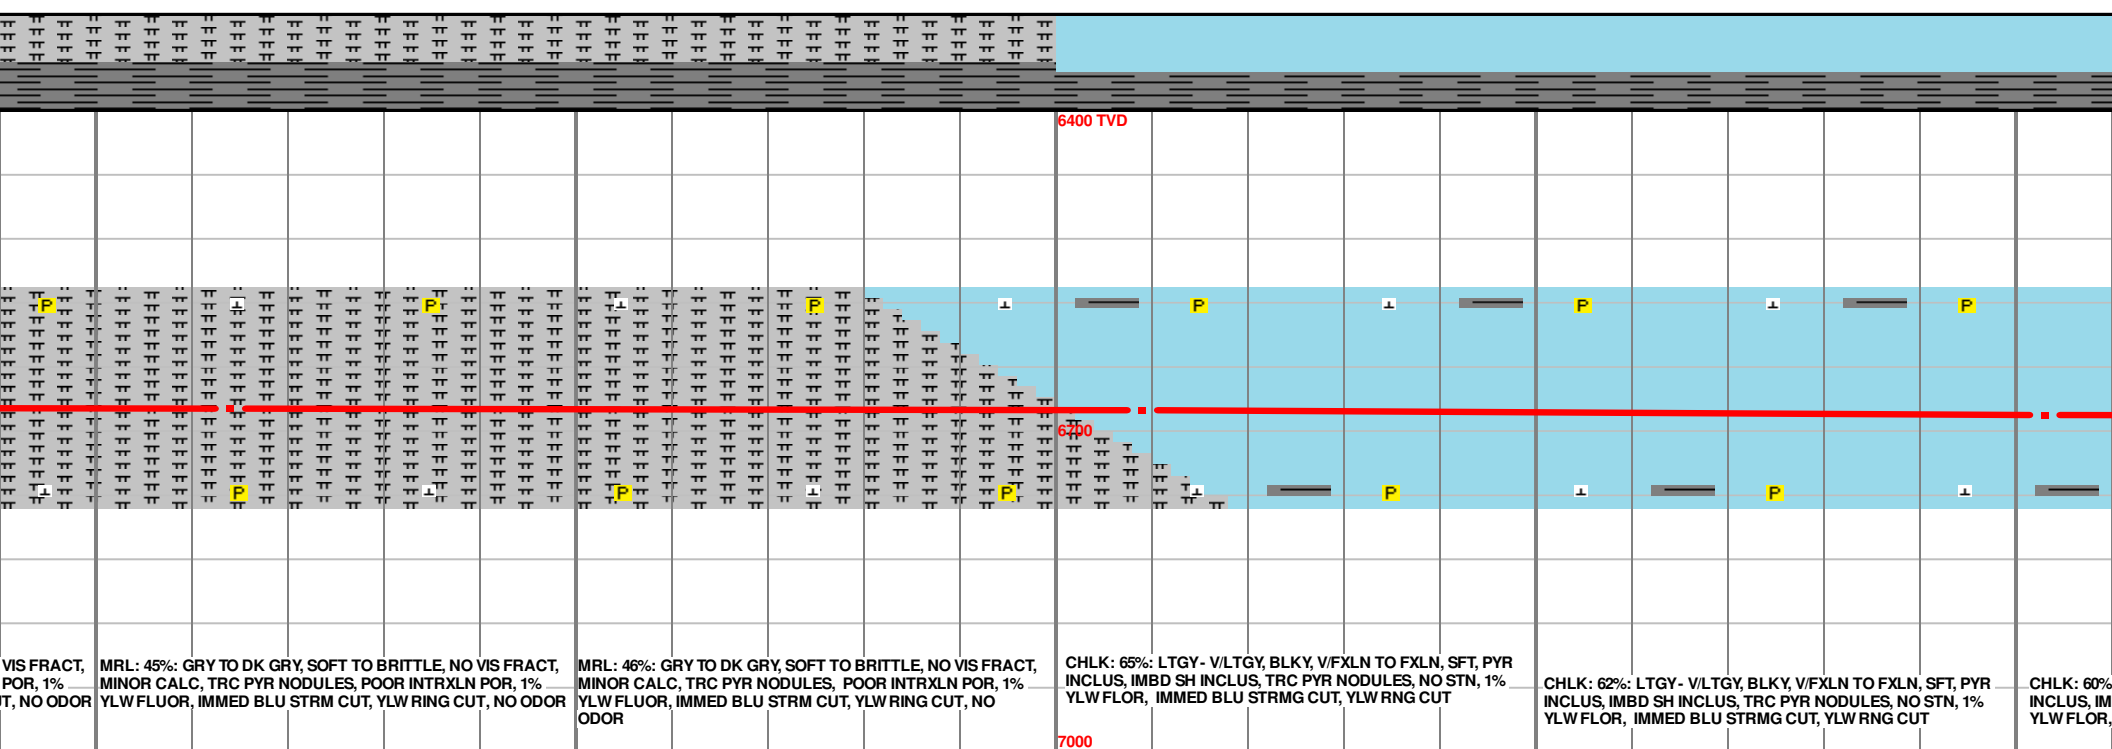 6400 TVD
P P P P P P
6700
P P P P P
VIS FRACT,
POR, 1%
T, NO ODOR
MRL: 45%: GRY TO DK GRY, SOFT TO BRITTLE, NO VIS FRACT,
MINOR CALC, TRC PYR NODULES, POOR INTRXLN POR, 1%
YLW FLUOR, IMMED BLU STRM CUT, YLW RING CUT, NO ODOR
MRL: 46%: GRY TO DK GRY, SOFT TO BRITTLE, NO VIS FRACT,
MINOR CALC, TRC PYR NODULES, POOR INTRXLN POR, 1%
YLW FLUOR, IMMED BLU STRM CUT, YLW RING CUT, NO
ODOR
CHLK: 65%: LTGY - V/LTGY, BLKY, V/FXLN TO FXLN, SFT, PYR
INCLUS, IMBD SH INCLUS, TRC PYR NODULES, NO STN, 1%
YLW FLOR, IMMED BLU STRMG CUT, YLW RNG CUT
CHLK: 62%: LTGY - V/LTGY, BLKY, V/FXLN TO FXLN, SFT, PYR
INCLUS, IMBD SH INCLUS, TRC PYR NODULES, NO STN, 1%
YLW FLOR, IMMED BLU STRMG CUT, YLW RNG CUT
CHLK: 60%
INCLUS, IM
YLW FLOR,
7000